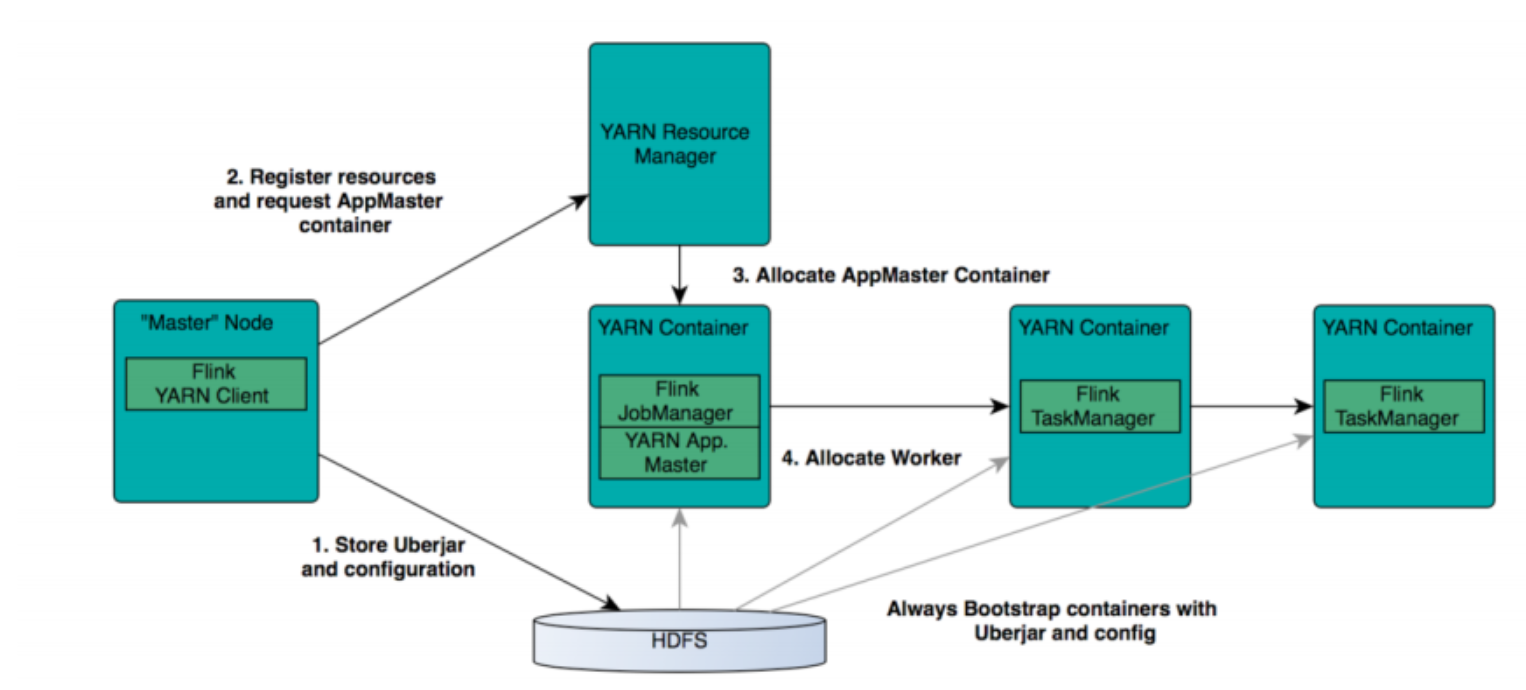 YARN Resource
Manager
2. Register resources
and request AppMaster
container
3. Allocate AppMaster Container
"Master" Node
Flink
YARN Client
YARN Container
Flink
JobManager
YARN App.
Master
YARN Container
Flink
TaskManager
YARN Container
Flink
TaskManager
4. Allocate Worker
1. Store Uberjar
and configuration
Always Bootstrap containers with
Uberjar and config
HDFS